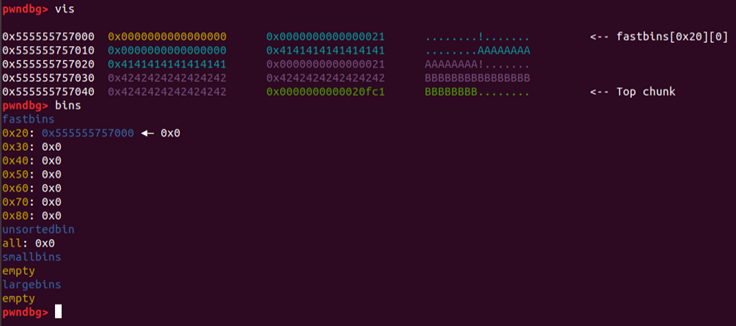 pwndbg> vis
0x555555757000 0x0000000000000000 0x0000000000000021 ........!....... <-- fastbins[0x20][0]
0x555555757010 0x0000000000000000 0x4141414141414141 ........AAAAAAAA
0x555555757020 0x4141414141414141 0x0000000000000021 AAAAAAAA!.......
0x555555757030 0x4242424242424242 0x4242424242424242 BBBBBBBBBBBBBBBB
0x555555757040 0x4242424242424242 0x0000000000020fc1 BBBBBBBB........ <-- Top chunk
pwndbg> bins
fastbins
0x20: 0x555555757000 ◂— 0x0
0x30: 0x0
0x40: 0x0
0x50: 0x0
0x60: 0x0
0x70: 0x0
0x80: 0x0
unsortedbin
all: 0x0
smallbins
empty
largebins
empty
pwndbg>